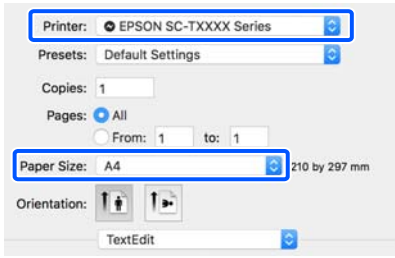 Printer: EPSON SC-TXXXX Series
Presets: Default Settings
Copies: 1
Pages: All
From: 1 to: 1
Paper Size: A4 210 by 297 mm
Orientation:
TextEdit